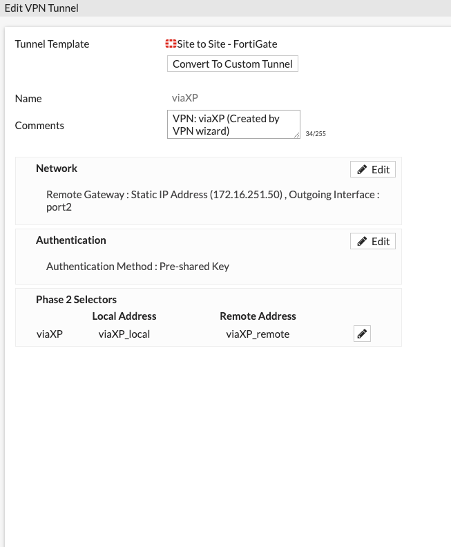 Edit VPN Tunnel
Tunnel Template
Site to Site - FortiGate
Convert To Custom Tunnel
Name
viaXP
Comments
VPN: viaXP (Created by
VPN wizard)
34/255
Network
Edit
Remote Gateway : Static IP Address (172.16.251.50) , Outgoing Interface :
port2
Authentication
Edit
Authentication Method : Pre-shared Key
Phase 2 Selectors
Local Address
Remote Address
viaXP
viaXP_local
viaXP_remote